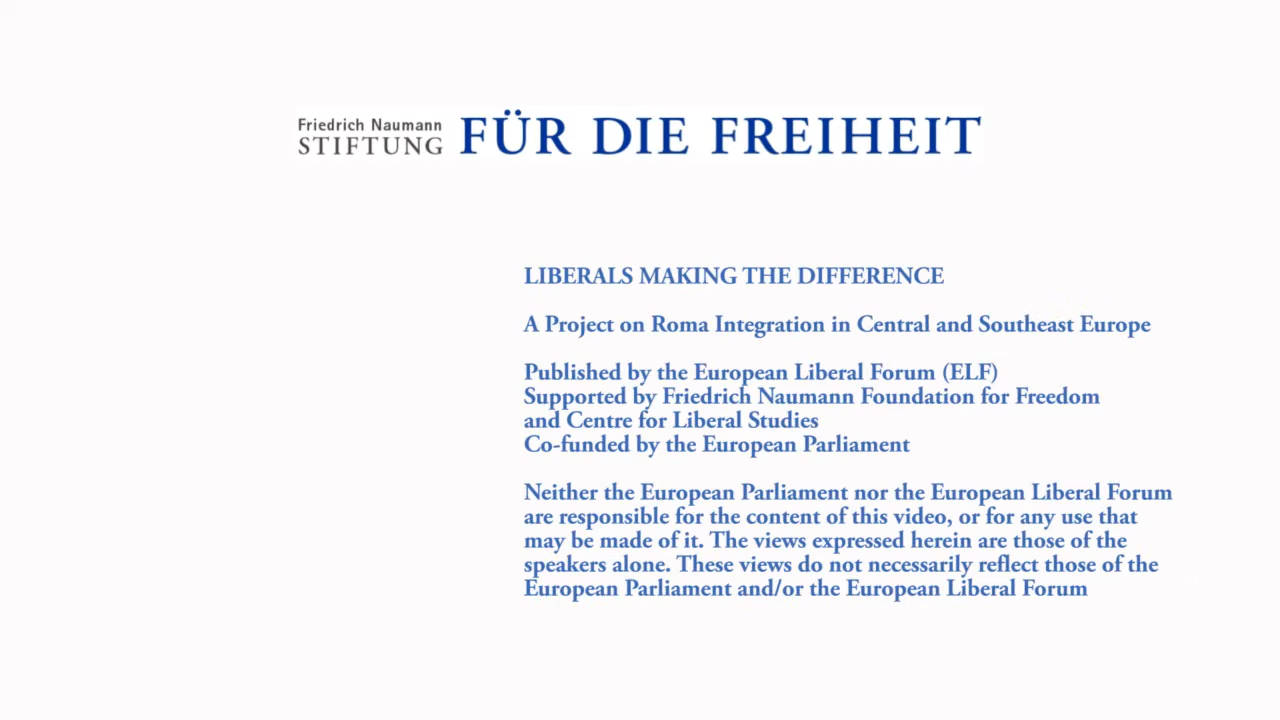 Friedrich Naumann
STIFTUNG FÜR DIE FREIHEIT
LIBERALS MAKING THE DIFFERENCE
A Project on Roma Integration in Central and Southeast Europe
Published by the European Liberal Forum (ELF)
Supported by Friedrich Naumann Foundation for Freedom
and Centre for Liberal Studies
Co-funded by the European Parliament
Neither the European Parliament nor the European Liberal Forum
are responsible for the content of this video, or for any use that
may be made of it. The views expressed herein are those of the
speakers alone. These views do not necessarily reflect those of the
European Parliament and/or the European Liberal Forum